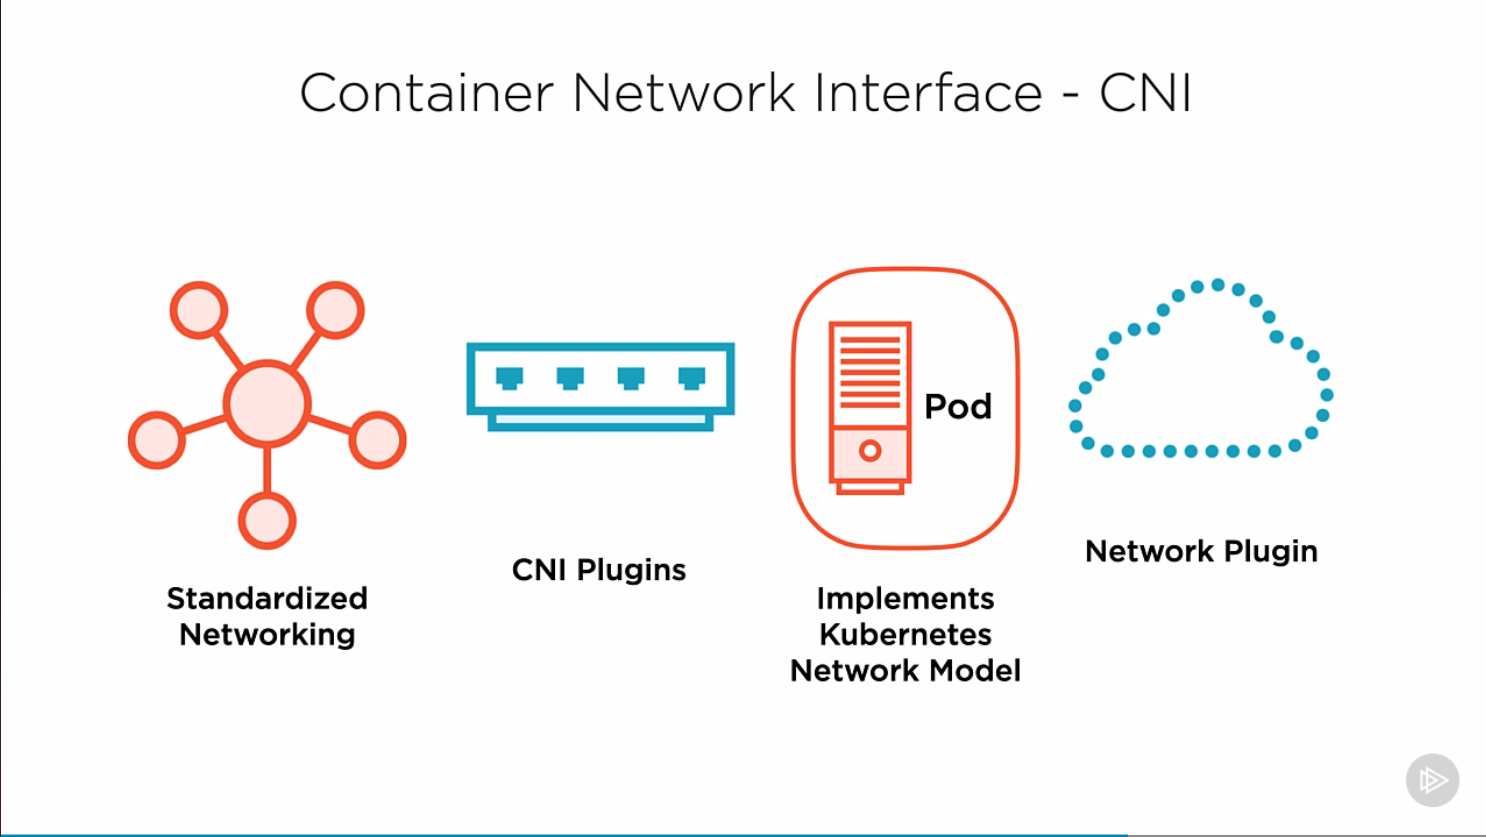 Container Network Interface - CNI
Standardized
Networking
CNI Plugins
Pod
Implements
Kubernetes
Network Model
Network Plugin